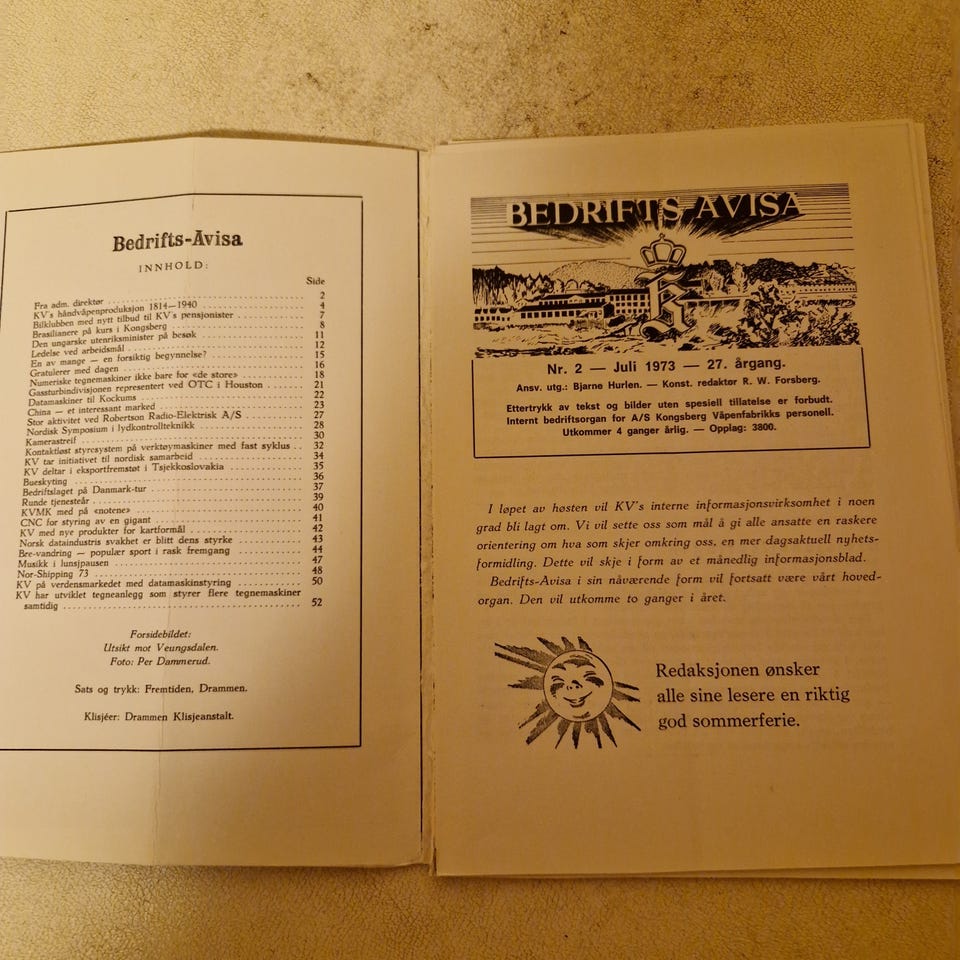 Bedrifts-Avisa
INNHOLD:
Side
Fra adm. direktør 2
KV's håndvåpenproduksjon 1814—1940 4
Bilklubben med nytt tilbud til KV's pensjonister 7
Brasilianere på kurs i Kongsberg 8
Den ungarske utenriksminister på besøk 11
Ledelse ved arbeidsmål 12
En av mange — en forsiktig begynnelse? 15
Gratulerer med dagen 16
Numeriske tegnemaskiner ikke bare for «de store» 18
Gassturbindivisjonen representert ved OTC i Houston 21
Datamaskiner til Kockums 22
China — et interessant marked 23
Stor aktivitet ved Robertson Radio-Elektrisk A/S 27
Nordisk Symposium i lydkontrollteknikk 28
Kamerastreif 30
Kontaktløst styresystem på verktøymaskiner med fast syklus 32
KV tar initiativet til nordisk samarbeid 34
KV deltar i eksportfremstøt i Tsjekkoslovakia 35
Bueskyting 36
Bedriftslaget på Danmark-tur 37
Runde tjenesteår 39
KVMK med på «notene» 40
CNC for styring av en gigant 41
KV med nye produkter for kartformål 42
Norsk dataindustris svakhet er blitt dens styrke 43
Bre-vandring — populær sport i rask fremgang 44
Musikk i lunsjpausen 47
Nor-Shipping 73 48
KV på verdensmarkedet med datamaskinstyring 50
KV har utviklet tegneanlegg som styrer flere tegnemaskiner
samtidig 52
Forsidebildet:
Utsikt mot Veungsdalen.
Foto: Per Dammerud.
Sats og trykk: Fremtiden, Drammen.
Klisjéer: Drammen Klisjeanstalt.
BEDRIFTS-AVISA
K
Nr. 2 — Juli 1973 — 27. årgang.
Ansv. utg.: Bjarne Hurlen. — Konst. redaktør R. W. Forsberg.
Ettertrykk av tekst og bilder uten spesiell tillatelse er forbudt.
Internt bedriftsorgan for A/S Kongsberg Våpenfabrikks personell.
Utkommer 4 ganger årlig. — Opplag: 3800.
I løpet av høsten vil KV's interne informasjonsvirksomhet i noen
grad bli lagt om. Vi vil sette oss som mål å gi alle ansatte en raskere
orientering om hva som skjer omkring oss, en mer dagsaktuell nyhets-
formidling. Dette vil skje i form av et månedlig informasjonsblad.
Bedrifts-Avisa i sin nåværende form vil fortsatt være vårt hoved-
organ. Den vil utkomme to ganger i året.
Redaksjonen ønsker
alle sine lesere en riktig
god sommerferie.